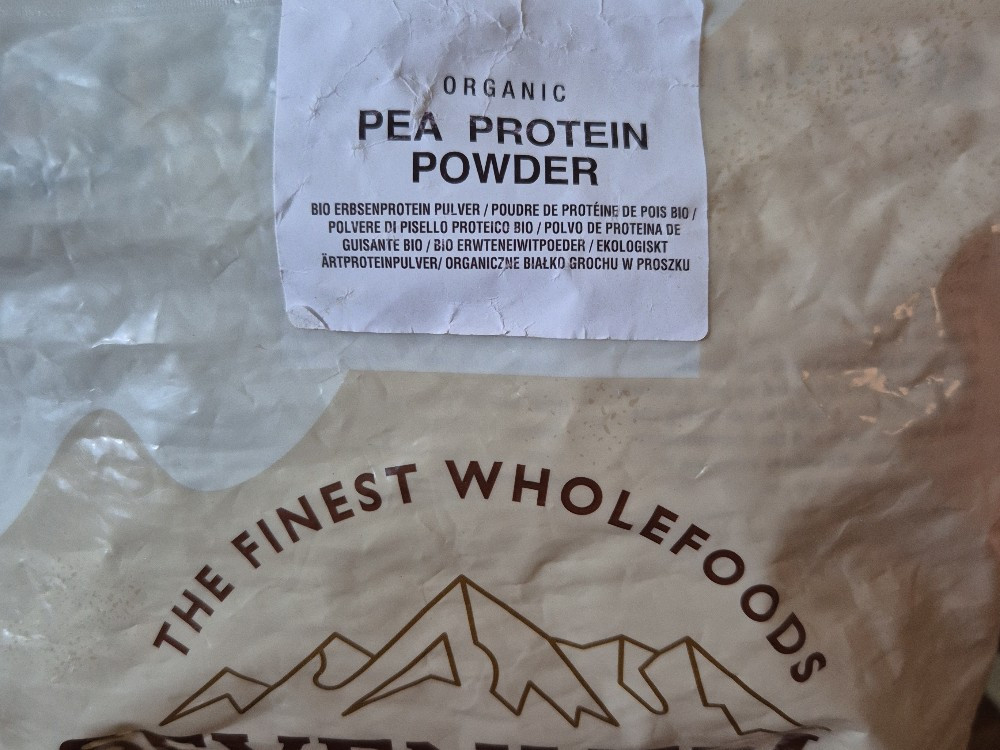 ORGANIC
PEA PROTEIN
POWDER
BIO ERBSENPROTEIN PULVER / POUDRE DE PROTÉINE DE POIS BIO /
POLVERE DI PISELLO PROTEICO BIO / POLVO DE PROTEINA DE
GUISANTE BIO / BIO ERWTENEIWITPOEDER / EKOLOGISKT
ÄRTPROTEINPULVER/ ORGANICZNE BIAŁKO GROCHU W PROSZKU
THE FINEST WHOLEFOODS